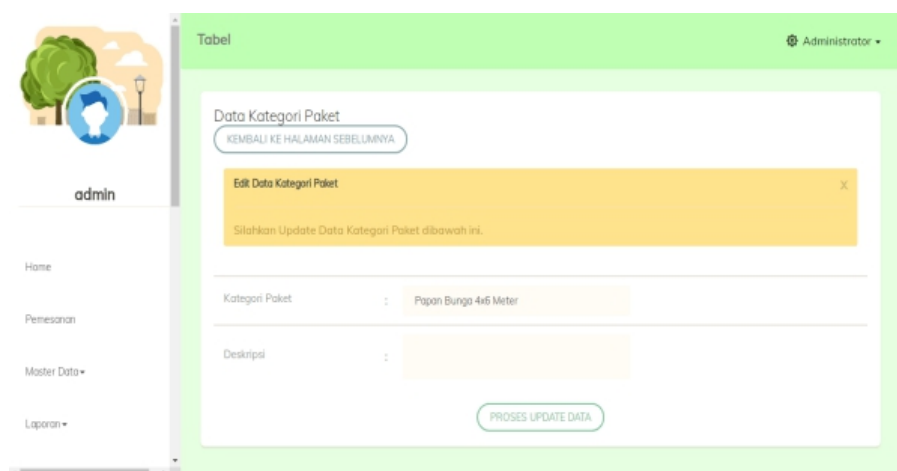 Tabel
Administrator
admin
Home
Pemesanan
Master Data
Laporan
Data Kategori Paket
KEMBALI KE HALAMAN SEBELUMNYA
Edit Data Kategori Paket
X
Silahkan Update Data Kategori Paket dibawah ini.
Kategori Paket : Papan Bunga 4x6 Meter
Deskripsi :
PROSES UPDATE DATA